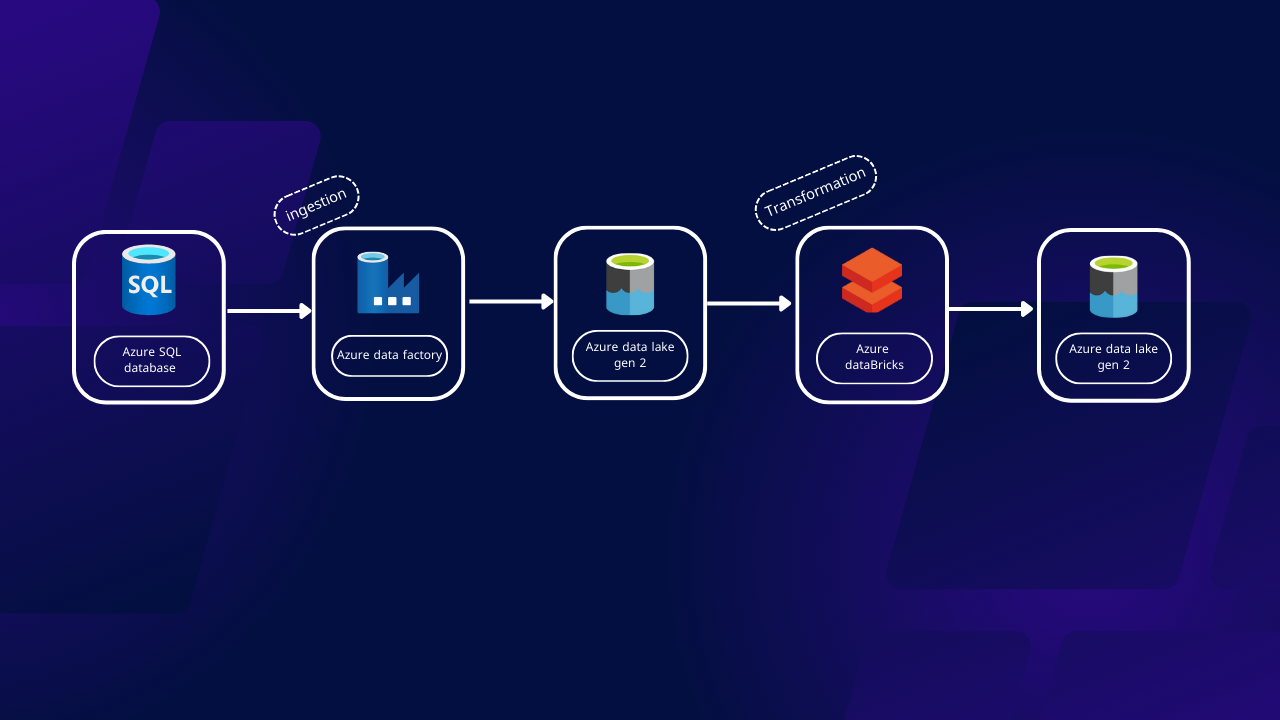 ingestion
Transformation
SQL
Azure SQL
database
Azure data factory
Azure data lake
gen 2
Azure
dataBricks
Azure data lake
gen 2